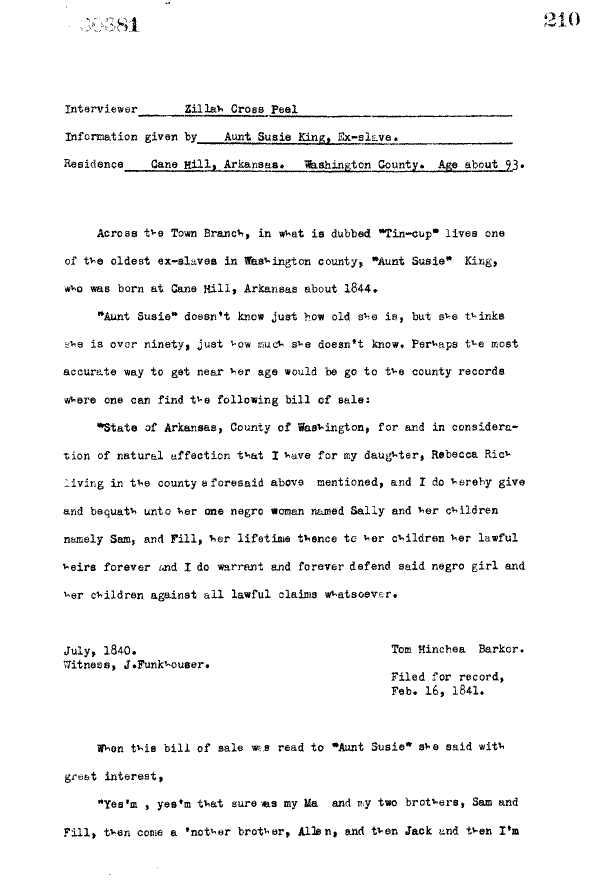 30381
210
Interviewer Zillah Cross Peel
Information given by Aunt Susie King, Ex-slave.
Residence Cane Hill, Arkansas. Washington County. Age about 93.
Across the Town Branch, in what is dubbed "Tin-cup" lives one
of the oldest ex-slaves in Washington county, "Aunt Susie" King,
who was born at Cane Hill, Arkansas about 1844.
"Aunt Susie" doesn't know just how old she is, but she thinks
she is over ninety, just how much she doesn't know. Perhaps the most
accurate way to get near her age would be go to the county records
where one can find the following bill of sale:
"State of Arkansas, County of Washington, for and in considera-
tion of natural affection that I have for my daughter, Rebecca Rich
living in the county aforesaid above mentioned, and I do hereby give
and bequath unto her one negro woman named Sally and her children
namely Sam, and Fill, her lifetime thence to her children her lawful
heirs forever and I do warrant and forever defend said negro girl and
her children against all lawful claims whatsoever.
July, 1840. Tom Hinchea Barker.
Witness, J.Funkhouser.
Filed for record,
Feb. 16, 1841.
When this bill of sale was read to "Aunt Susie" she said with
great interest,
"Yes'm , yes'm that sure was my Ma and my two brothers, Sam and
Fill, then come a 'nother brother, Allen, and then Jack and then I'm